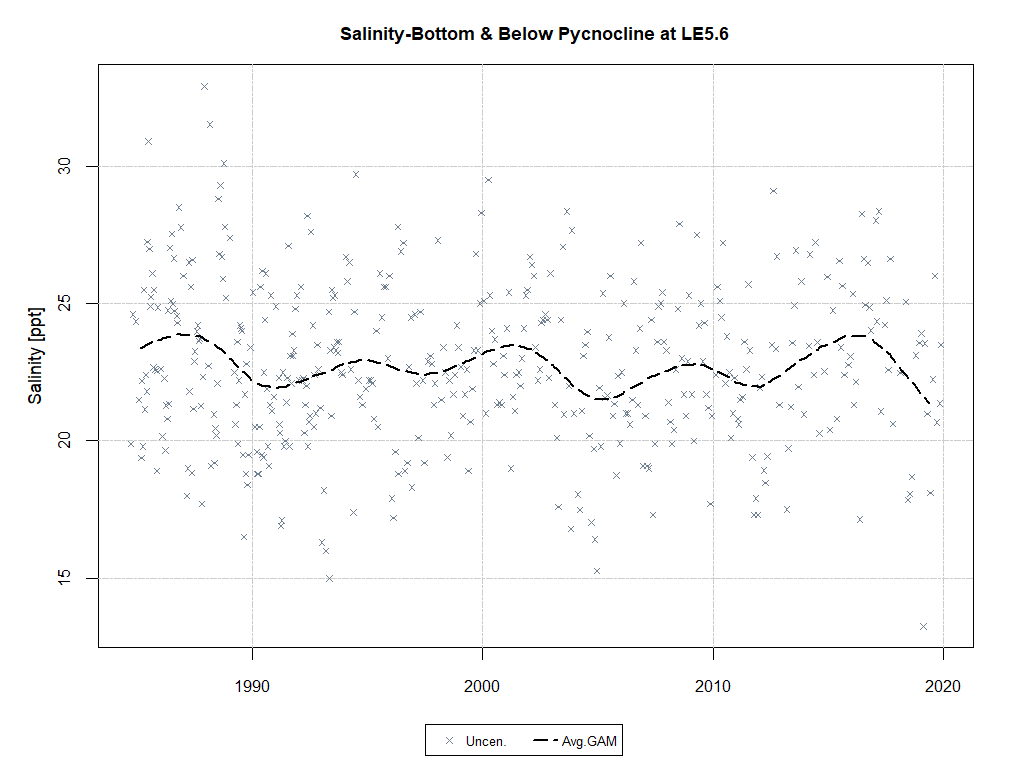 Salinity-Bottom & Below Pycnocline at LE5.6
Salinity [ppt]
30
25
20
15
1990 2000 2010 2020
Uncen. Avg.GAM